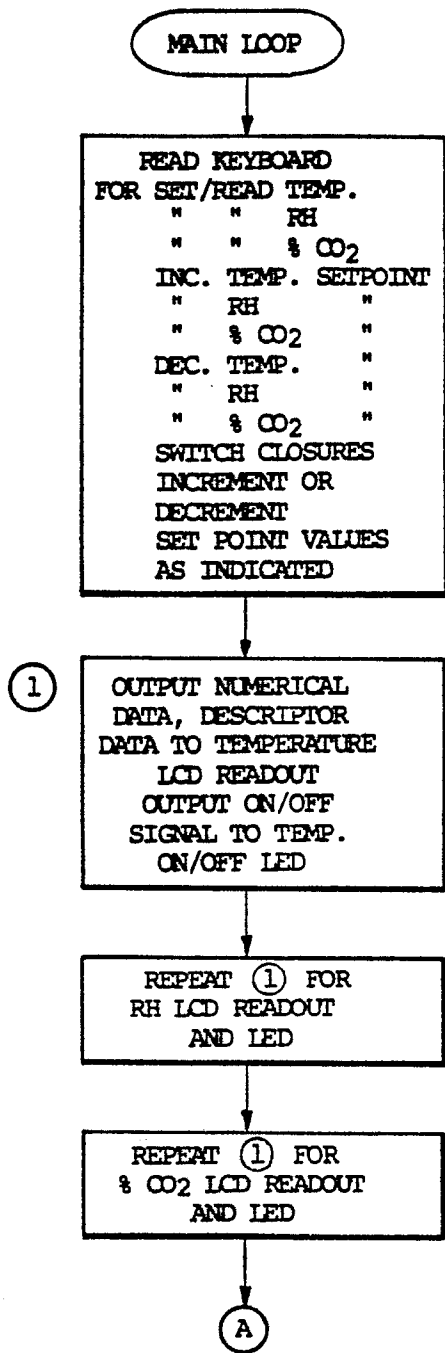 MAIN LOOP
READ KEYBOARD
FOR SET/READ TEMP.
" " RH
" " % CO2
INC. TEMP. SETPOINT
" RH "
" % CO2 "
DEC. TEMP. "
" RH "
" % CO2 "
SWITCH CLOSURES
INCREMENT OR
DECREMENT
SET POINT VALUES
AS INDICATED
1
OUTPUT NUMERICAL
DATA, DESCRIPTOR
DATA TO TEMPERATURE
LCD READOUT
OUTPUT ON/OFF
SIGNAL TO TEMP.
ON/OFF LED
REPEAT 1 FOR
RH LCD READOUT
AND LED
REPEAT 1 FOR
% CO2 LCD READOUT
AND LED
A